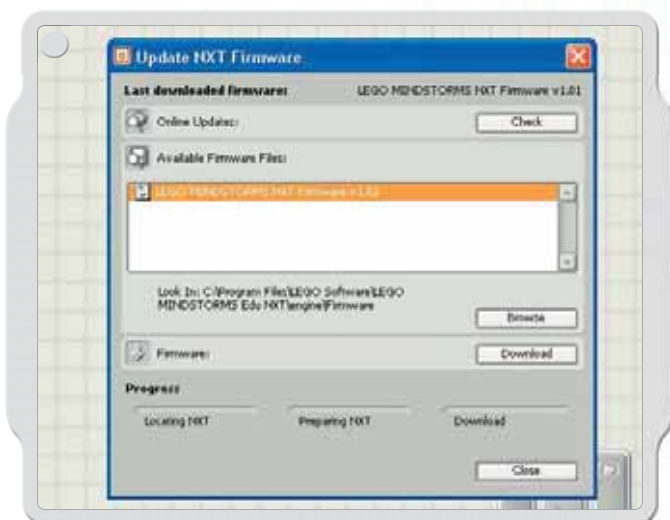 Update NXT Firmware
Last downloaded firmware: LEGO MINDSTORMS NXT Firmware v1.01
Online Updates: Check
Available Firmware Files:
LEGO MINDSTORMS NXT Firmware v1.01
Look In: C:\Program Files\LEGO Software\LEGO
MINDSTORMS Edu NXT\engine\Firmware
Browse
Firmware: Download
Progress
Locating NXT Preparing NXT Download
Close